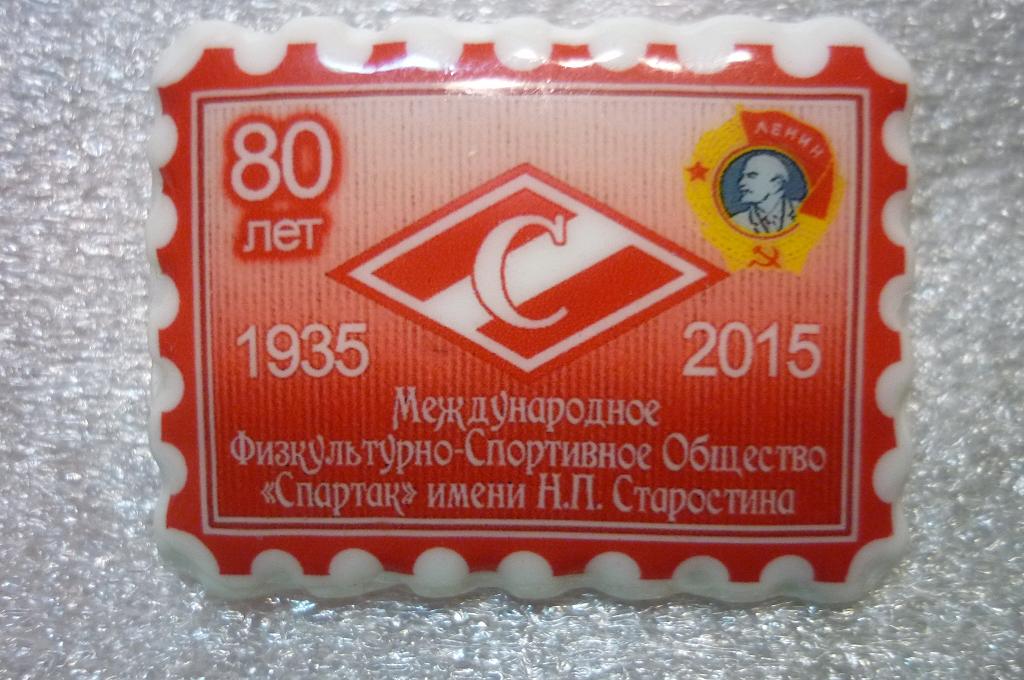 80
лет
ЛЕНИН
С
1935
2015
Международное
Физкультурно-Спортивное Общество
«Спартак» имени Н.П. Старостина